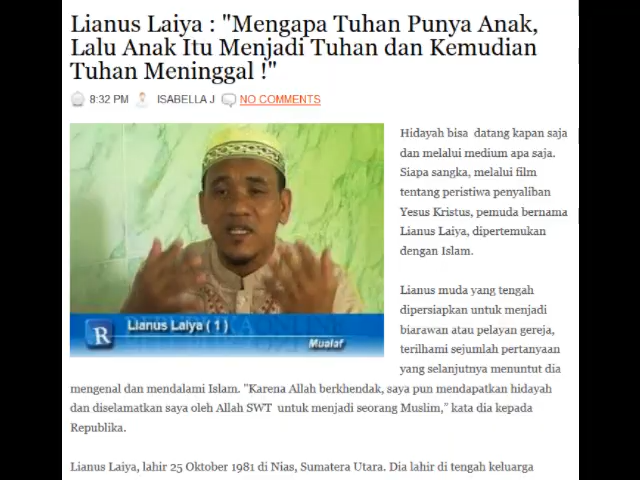 Lianus Laiya : "Mengapa Tuhan Punya Anak,
Lalu Anak Itu Menjadi Tuhan dan Kemudian
Tuhan Meninggal !"
8:32 PM ISABELLA J NO COMMENTS
Hidayah bisa datang kapan saja
dan melalui medium apa saja.
Siapa sangka, melalui film
tentang peristiwa penyaliban
Yesus Kristus, pemuda bernama
Lianus Laiya, dipertemukan
dengan Islam.
R
Lianus Laiya ( 1 )
Mualaf
Lianus muda yang tengah
dipersiapkan untuk menjadi
biarawan atau pelayan gereja,
terilhami sejumlah pertanyaan
yang selanjutnya menuntut dia
mengenal dan mendalami Islam. "Karena Allah berkhendak, saya pun mendapatkan hidayah
dan diselamatkan saya oleh Allah SWT untuk menjadi seorang Muslim," kata dia kepada
Republika.
Lianus Laiya, lahir 25 Oktober 1981 di Nias, Sumatera Utara. Dia lahir di tengah keluarga